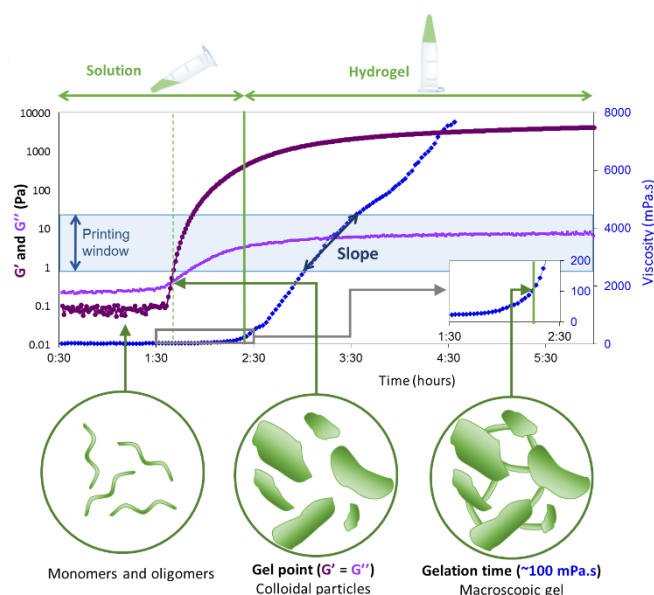 Solution
Hydrogel
G' and G'' (Pa)
10000
1000
100
10
1
0.1
0.01
Printing
window
Slope
8000
6000
4000
2000
0
Viscosity (mPa.s)
200
100
0
1:30
2:30
0:30
1:30
2:30
3:30
4:30
5:30
Time (hours)
Monomers and oligomers
Gel point (G' = G'')
Colloidal particles
Gelation time (~100 mPa.s)
Macroscopic gel